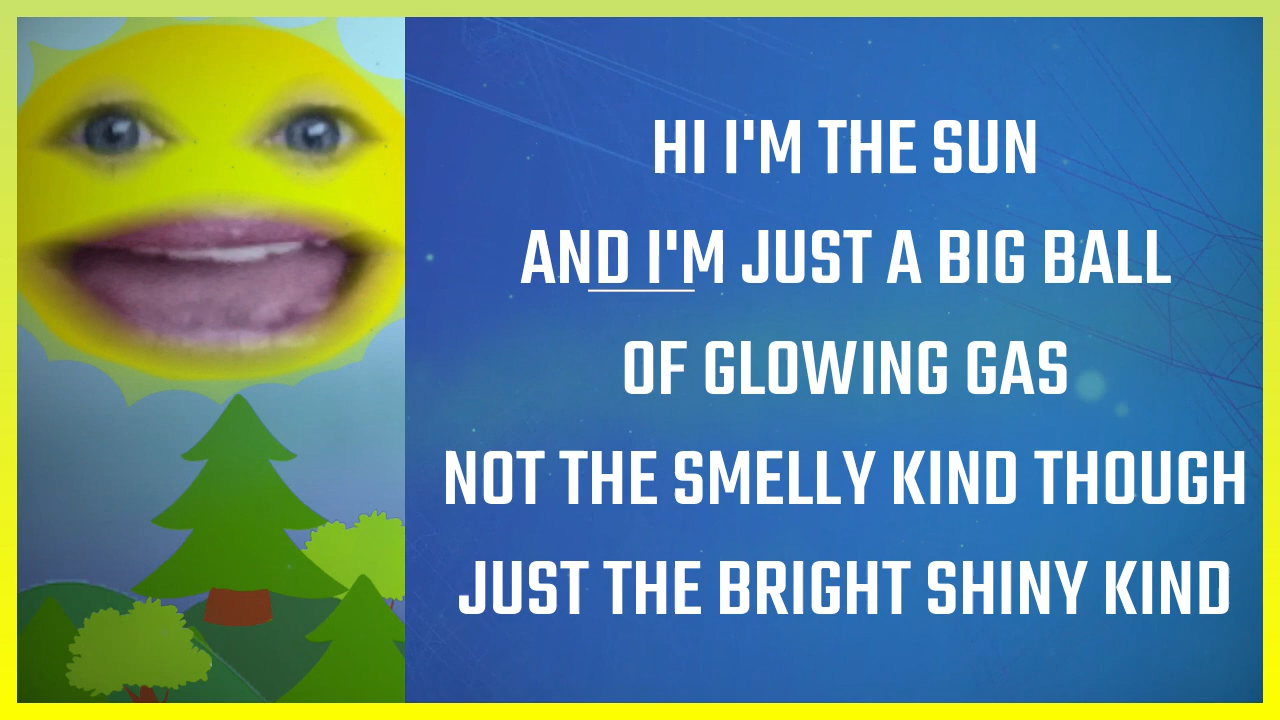 HI I'M THE SUN
AND I'M JUST A BIG BALL
OF GLOWING GAS
NOT THE SMELLY KIND THOUGH
JUST THE BRIGHT SHINY KIND